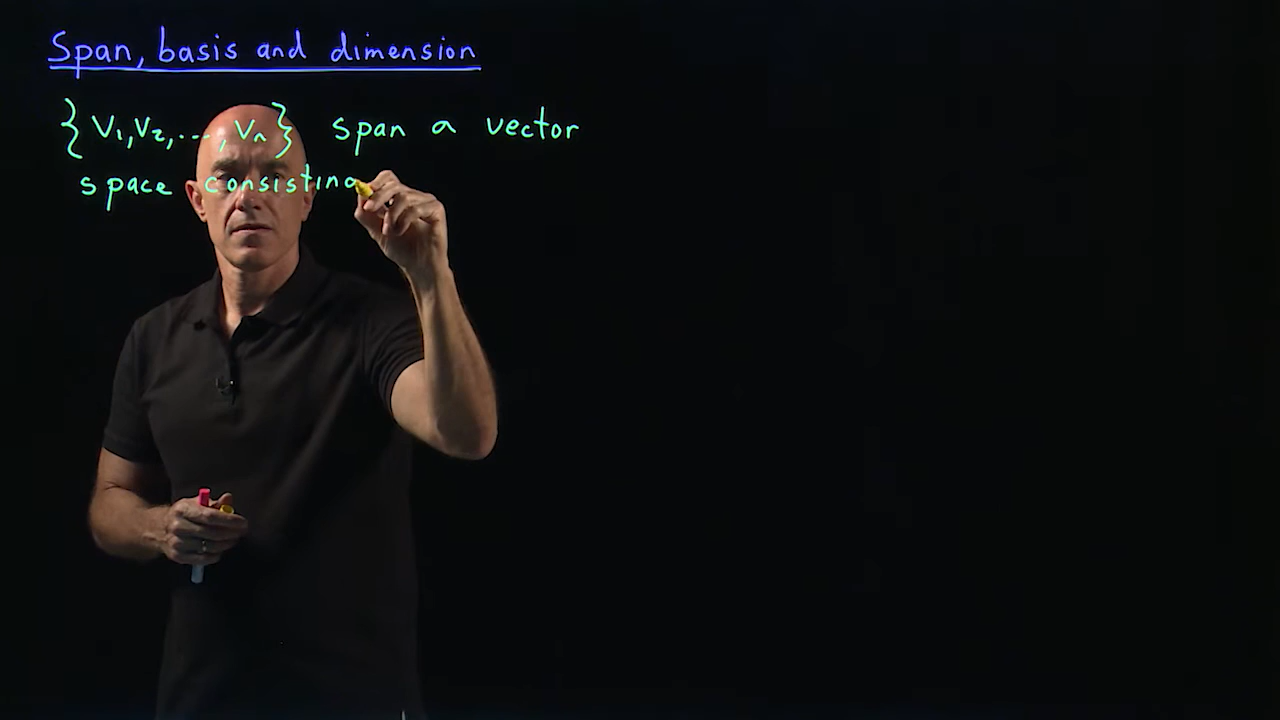 Span, basis and dimension
{v₁,v₂,...,vₙ} span a vector
space consisting